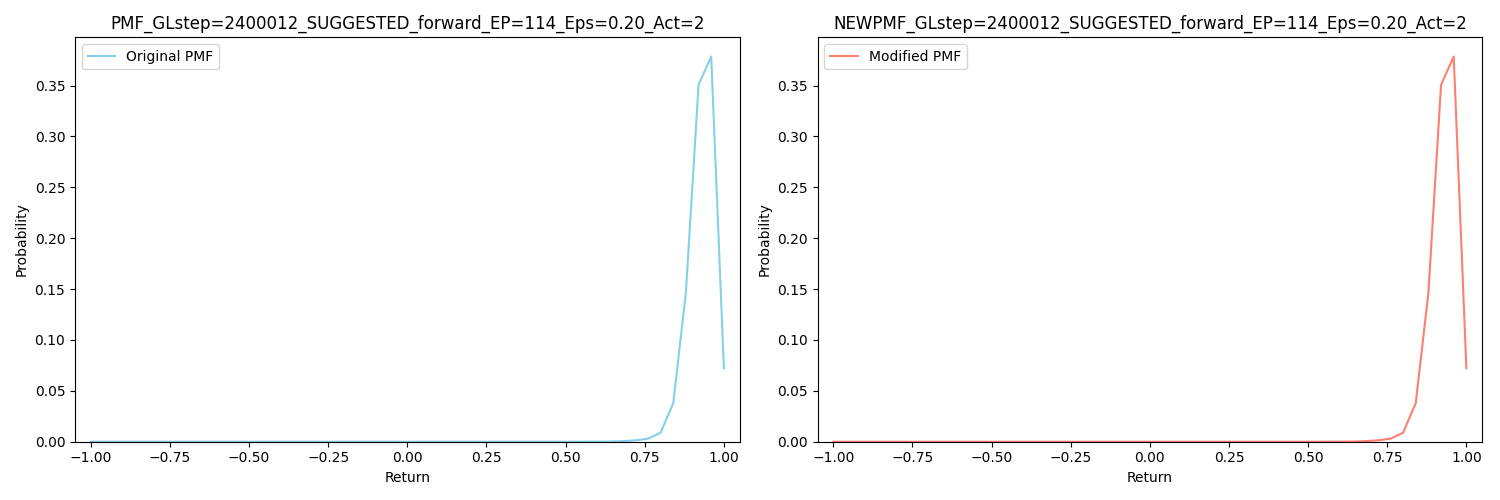 PMF_GLstep=2400012_SUGGESTED_forward_EP=114_Eps=0.20_Act=2
Original PMF
0.35
0.30
0.25
0.20
0.15
0.10
0.05
0.00
Probability
−1.00 −0.75 −0.50 −0.25 0.00 0.25 0.50 0.75 1.00
Return
NEWPMF_GLstep=2400012_SUGGESTED_forward_EP=114_Eps=0.20_Act=2
Modified PMF
0.35
0.30
0.25
0.20
0.15
0.10
0.05
0.00
Probability
−1.00 −0.75 −0.50 −0.25 0.00 0.25 0.50 0.75 1.00
Return